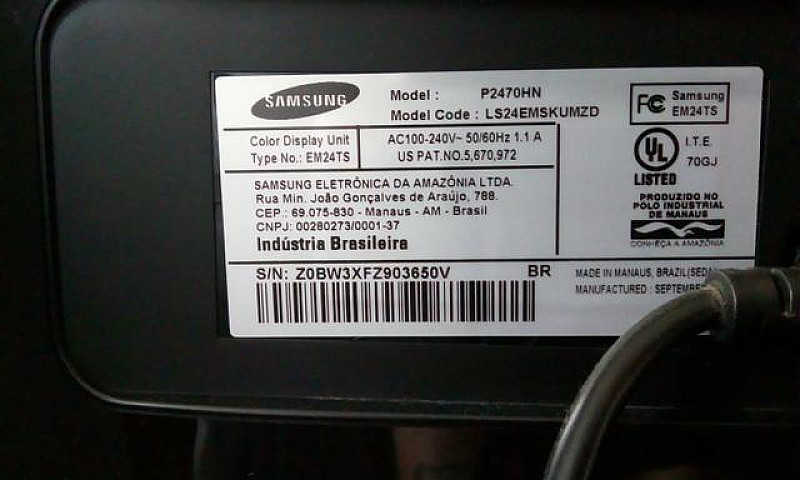 SAMSUNG
Model : P2470HN
Model Code : LS24EMSKUMZD
FC Samsung
EM24TS
Color Display Unit
Type No.: EM24TS
AC100-240V~ 50/60Hz 1.1 A
US PAT.NO.5,670,972
UL
LISTED
I.T.E.
70GJ
SAMSUNG ELETRÔNICA DA AMAZÔNIA LTDA.
Rua Min. João Gonçalves de Araújo, 788.
CEP.: 69.075-830 - Manaus - AM - Brasil
CNPJ: 00280273/0001-37
Indústria Brasileira
PRODUZIDO NO
PÓLO INDUSTRIAL
DE MANAUS
CONHEÇA A AMAZÔNIA
S/N: Z0BW3XFZ903650V BR
MADE IN MANAUS, BRAZIL(SEDA
MANUFACTURED : SEPTEMB